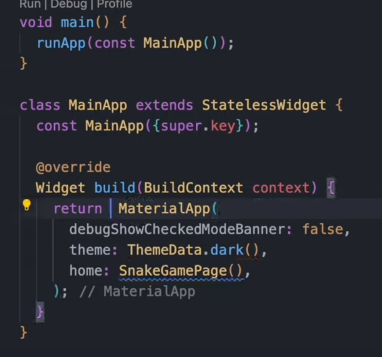 Run | Debug | Profile
void main() {
  runApp(const MainApp());
}

class MainApp extends StatelessWidget {
  const MainApp({super.key});

  @override
  Widget build(BuildContext context) {
    return MaterialApp(
      debugShowCheckedModeBanner: false,
      theme: ThemeData.dark(),
      home: SnakeGamePage(),
    ); // MaterialApp
  }
}